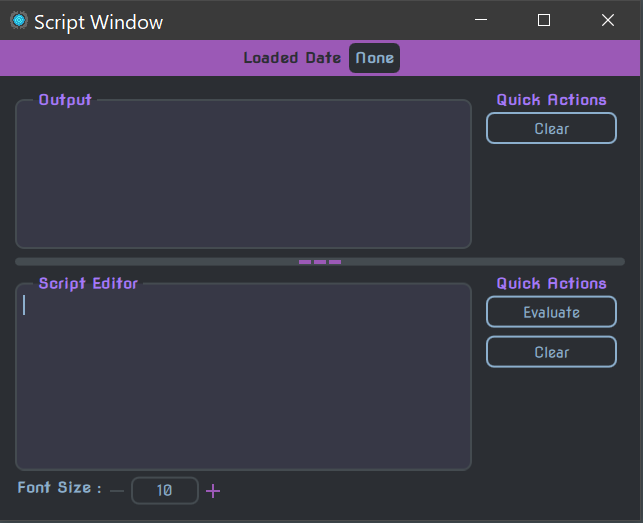 Script Window
Loaded Date None
Output
Quick Actions
Clear
Script Editor
Quick Actions
Evaluate
Clear
Font Size : 10